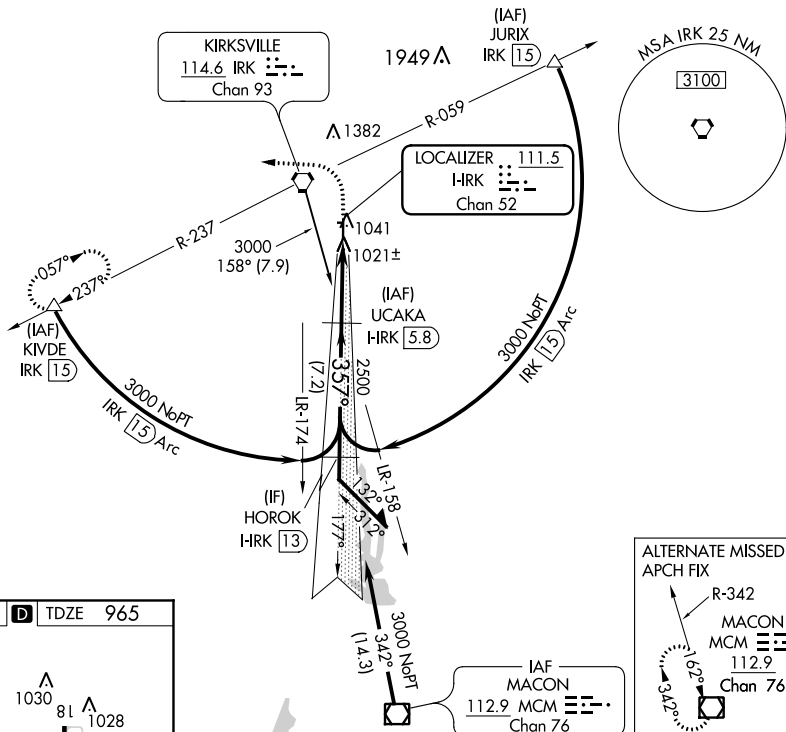 KIRKSVILLE
114.6 IRK
Chan 93
1949
(IAF)
JURIX
IRK 15
MSA IRK 25 NM
3100
R-059
1382
LOCALIZER 111.5
I-IRK
Chan 52
R-237
3000
158° (7.9)
1041
1021±
057°
237°
(IAF)
KIVDE
IRK 15
(IAF)
UCAKA
I-IRK 5.8
3000 NoPT
IRK 15 Arc
3000 NoPT
IRK 15 Arc
LR-174
(7.2)
357°
2500
LR-158
(IF)
HOROK
I-IRK 13
132°
312°
177°
3000 NoPT
342°
(14.3)
IAF
MACON
112.9 MCM
Chan 76
ALTERNATE MISSED
APCH FIX
R-342
MACON
MCM
112.9
Chan 76
162°
342°
D TDZE 965
1030
18
1028